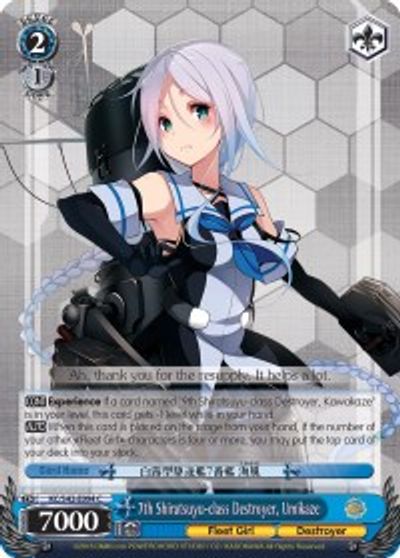 2
1
Ah, thank you for the resupply. It helps a lot.
CONT Experience If a card named "9th Shiratsuyu-class Destroyer, Kawakaze"
is in your level, this card gets -1 level while in your hand.
AUTO When this card is placed on the stage from your hand, if the number of
other «Fleet Girl» characters is four or more, you may put the top card of your
into your
Card Name 白露型駆逐艦7番艦 海風
7th Shiratsuyu-class Destroyer, Umikaze
7000
Fleet Girl Destroyer